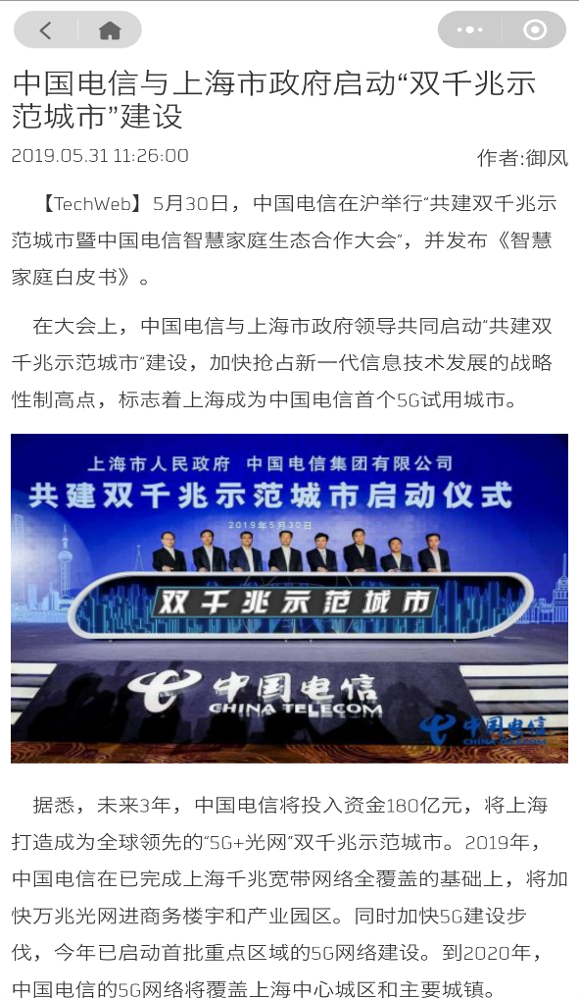 中国电信与上海市政府启动“双千兆示
范城市”建设
2019.05.31 11:26:00
作者:御风
【TechWeb】5月30日，中国电信在沪举行“共建双千兆示
范城市暨中国电信智慧家庭生态合作大会”，并发布《智慧
家庭白皮书》。
在大会上，中国电信与上海市政府领导共同启动“共建双
千兆示范城市”建设，加快抢占新一代信息技术发展的战略
性制高点，标志着上海成为中国电信首个5G试用城市。
上海市人民政府 中国电信集团有限公司
共建双千兆示范城市启动仪式
2019年5月30日
双千兆示范城市
中国电信
CHINA TELECOM
中国电信
CHINA TELECOM
据悉，未来3年，中国电信将投入资金180亿元，将上海
打造成为全球领先的“5G+光网”双千兆示范城市。2019年，
中国电信在已完成上海千兆宽带网络全覆盖的基础上，将加
快万兆光网进商务楼宇和产业园区。同时加快5G建设步
伐，今年已启动首批重点区域的5G网络建设。到2020年，
中国电信的5G网络将覆盖上海中心城区和主要城镇。